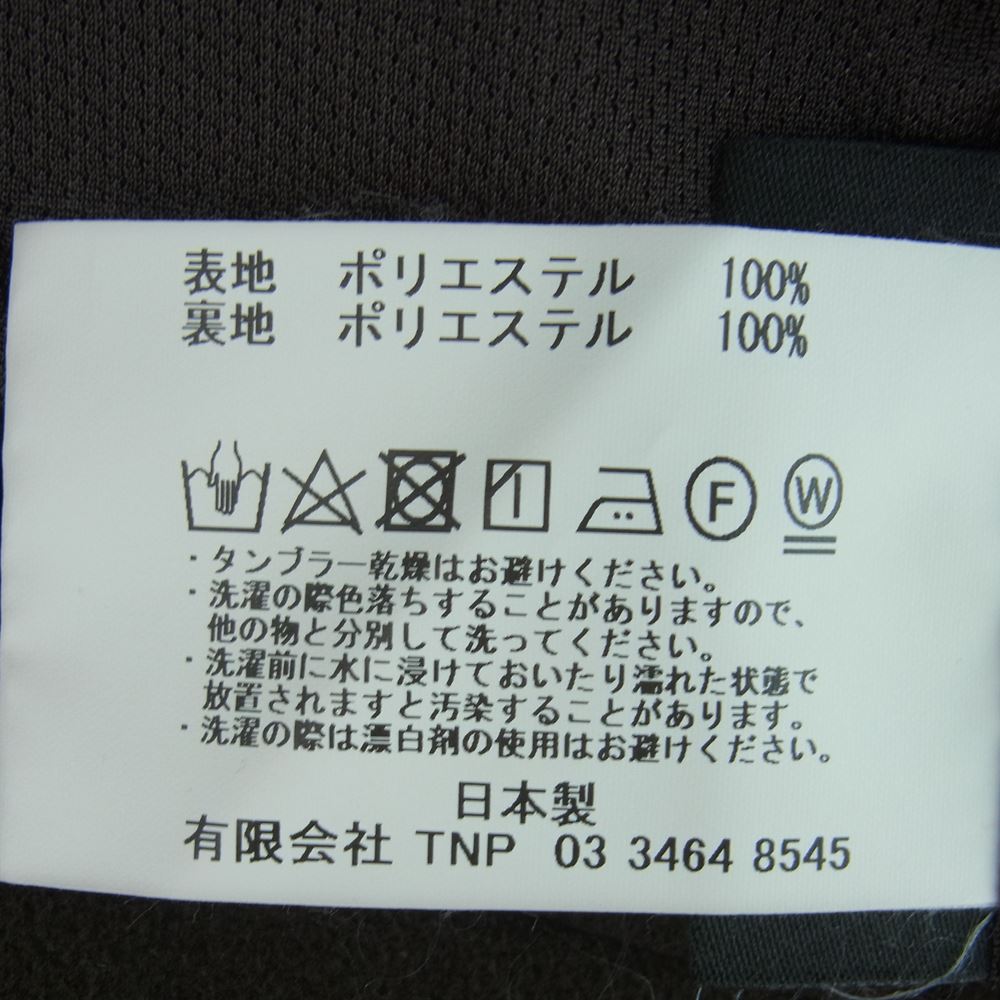 表地 ポリエステル 100%
裏地 ポリエステル 100%
F W
・タンブラー乾燥はお避けください。
・洗濯の際色落ちすることがありますので、
他の物と分別して洗ってください。
・洗濯前に水に浸けておいたり濡れた状態で
放置されますと汚染することがあります。
・洗濯の際は漂白剤の使用はお避けください。
日本製
有限会社 TNP 03 3464 8545